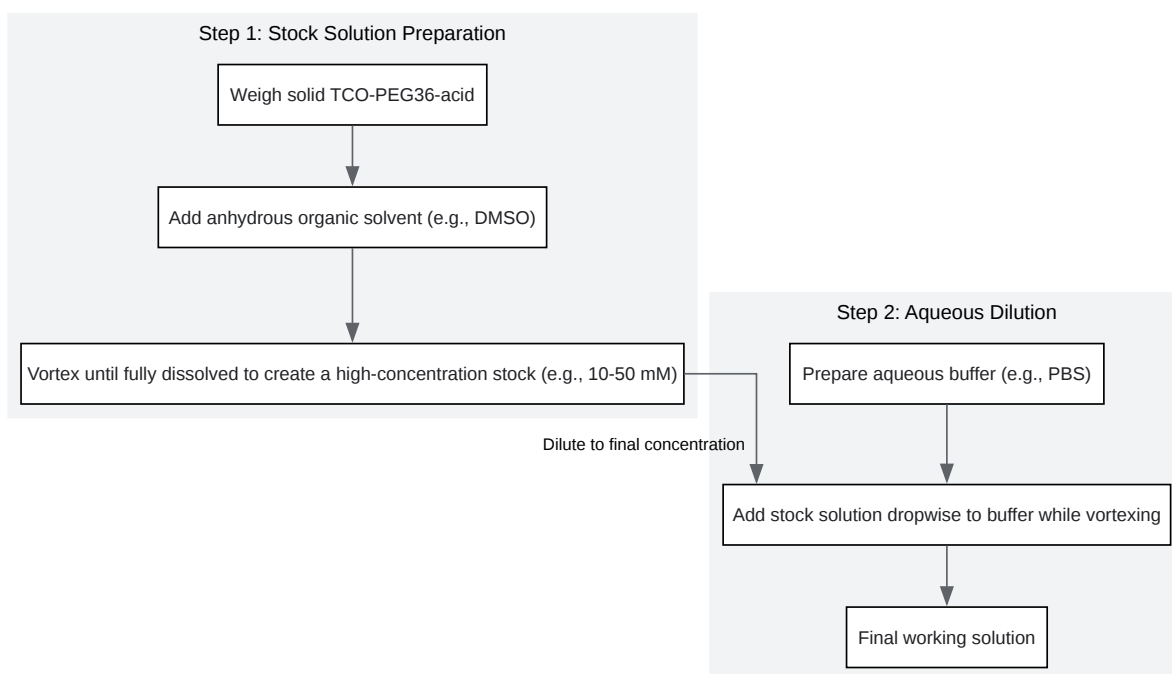 Step 1: Stock Solution Preparation
Weigh solid TCO-PEG36-acid
Add anhydrous organic solvent (e.g., DMSO)
Vortex until fully dissolved to create a high-concentration stock (e.g., 10-50 mM)
Dilute to final concentration
Step 2: Aqueous Dilution
Prepare aqueous buffer (e.g., PBS)
Add stock solution dropwise to buffer while vortexing
Final working solution